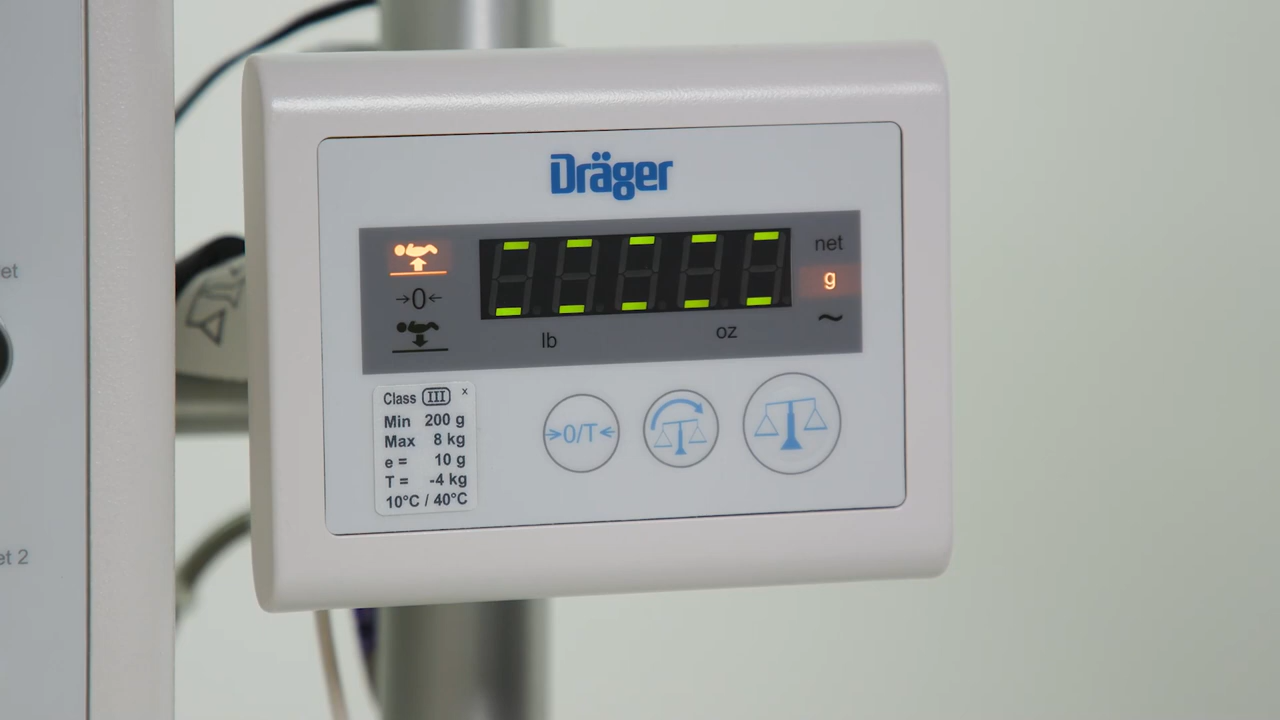 Dräger
net
→0←
g
~
lb
oz
Class III x
Min 200 g
Max 8 kg
e = 10 g
T = -4 kg
10°C / 40°C
→0/T←
et
et 2